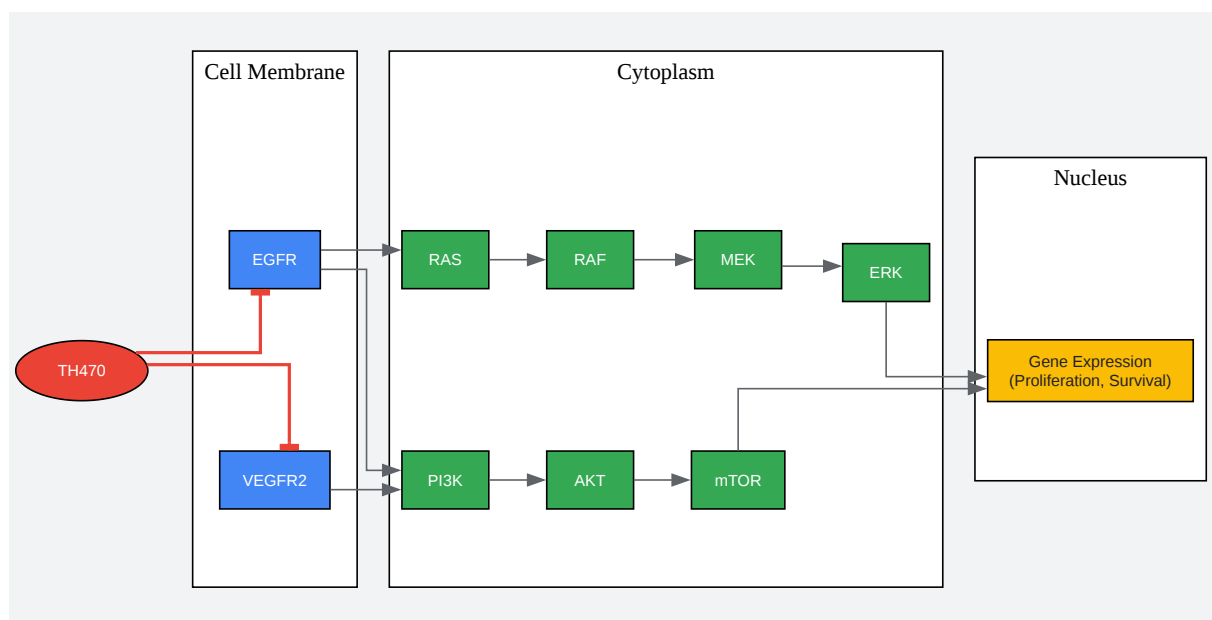 Cell Membrane
Cytoplasm
Nucleus
EGFR
RAS
RAF
MEK
ERK
TH470
Gene Expression
(Proliferation, Survival)
VEGFR2
PI3K
AKT
mTOR